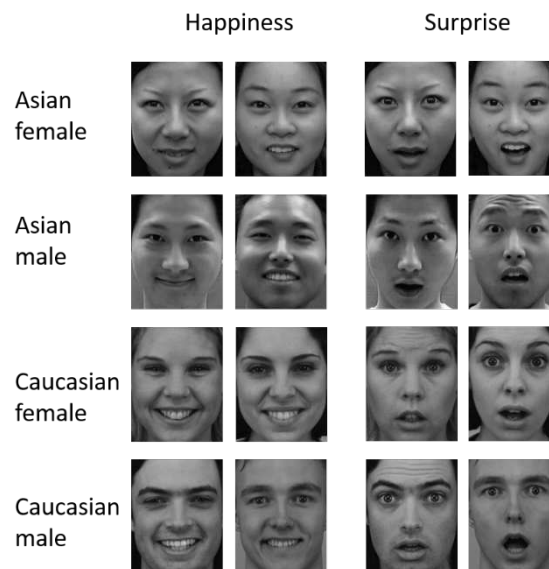 Happiness
Surprise
Asian
female
Asian
male
Caucasian
female
Caucasian
male